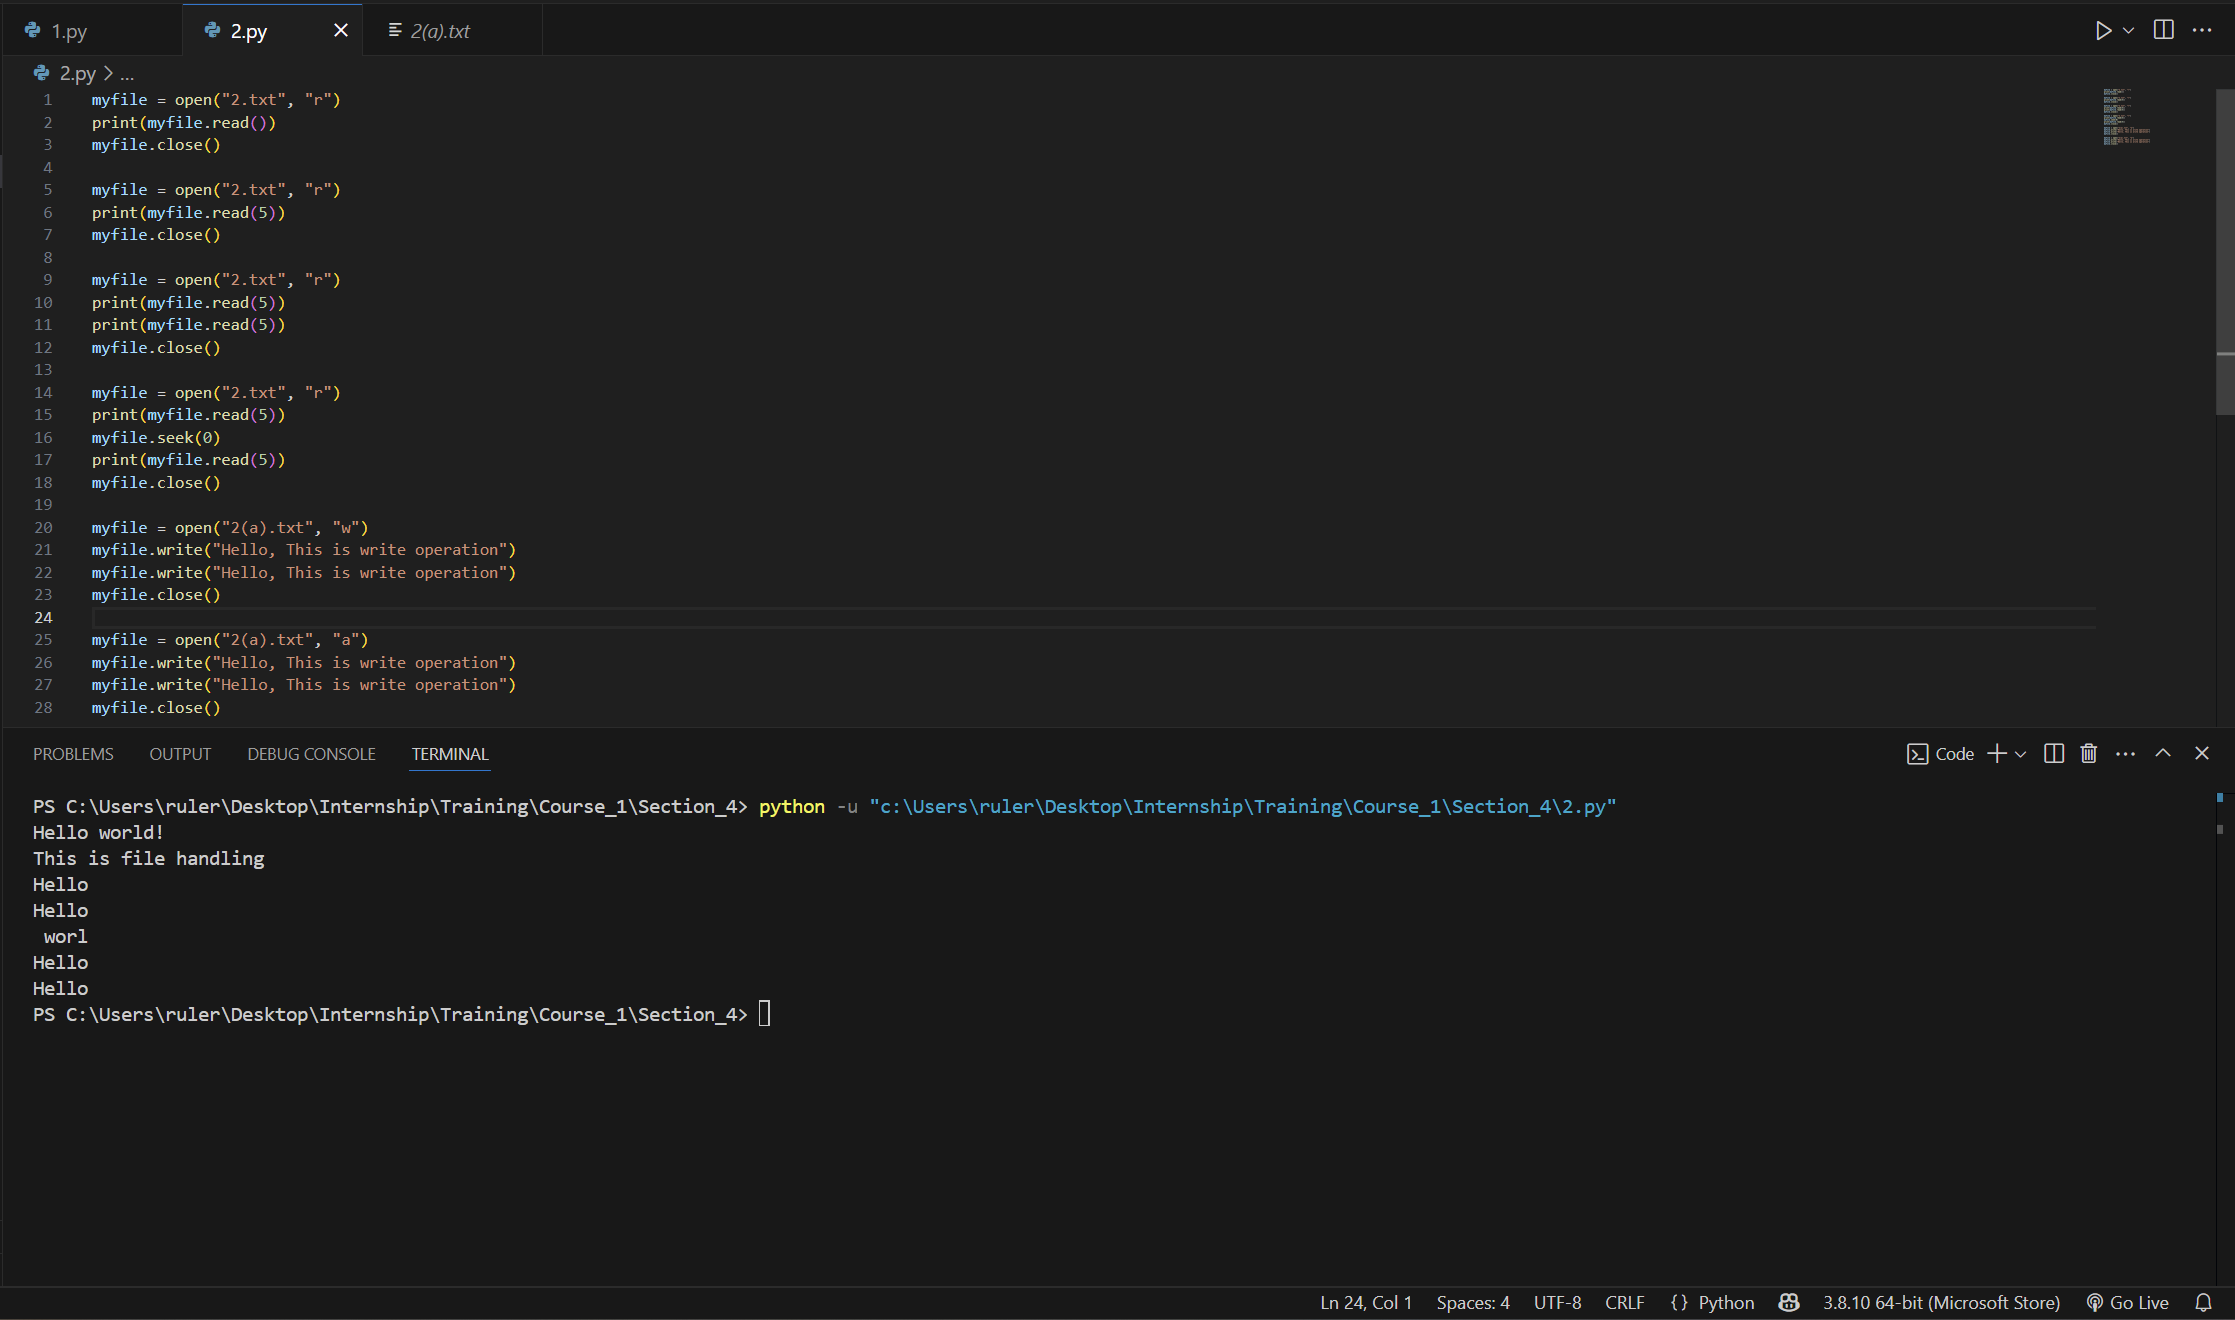 1.py 2.py 2(a).txt
2.py > ...
1 myfile = open("2.txt", "r")
2 print(myfile.read())
3 myfile.close()
4
5 myfile = open("2.txt", "r")
6 print(myfile.read(5))
7 myfile.close()
8
9 myfile = open("2.txt", "r")
10 print(myfile.read(5))
11 print(myfile.read(5))
12 myfile.close()
13
14 myfile = open("2.txt", "r")
15 print(myfile.read(5))
16 myfile.seek(0)
17 print(myfile.read(5))
18 myfile.close()
19
20 myfile = open("2(a).txt", "w")
21 myfile.write("Hello, This is write operation")
22 myfile.write("Hello, This is write operation")
23 myfile.close()
24
25 myfile = open("2(a).txt", "a")
26 myfile.write("Hello, This is write operation")
27 myfile.write("Hello, This is write operation")
28 myfile.close()
PROBLEMS OUTPUT DEBUG CONSOLE TERMINAL Code
PS C:\Users\ruler\Desktop\Internship\Training\Course_1\Section_4> python -u "c:\Users\ruler\Desktop\Internship\Training\Course_1\Section_4\2.py"
Hello world!
This is file handling
Hello
Hello
 worl
Hello
Hello
PS C:\Users\ruler\Desktop\Internship\Training\Course_1\Section_4>
Ln 24, Col 1 Spaces: 4 UTF-8 CRLF {} Python 3.8.10 64-bit (Microsoft Store) Go Live